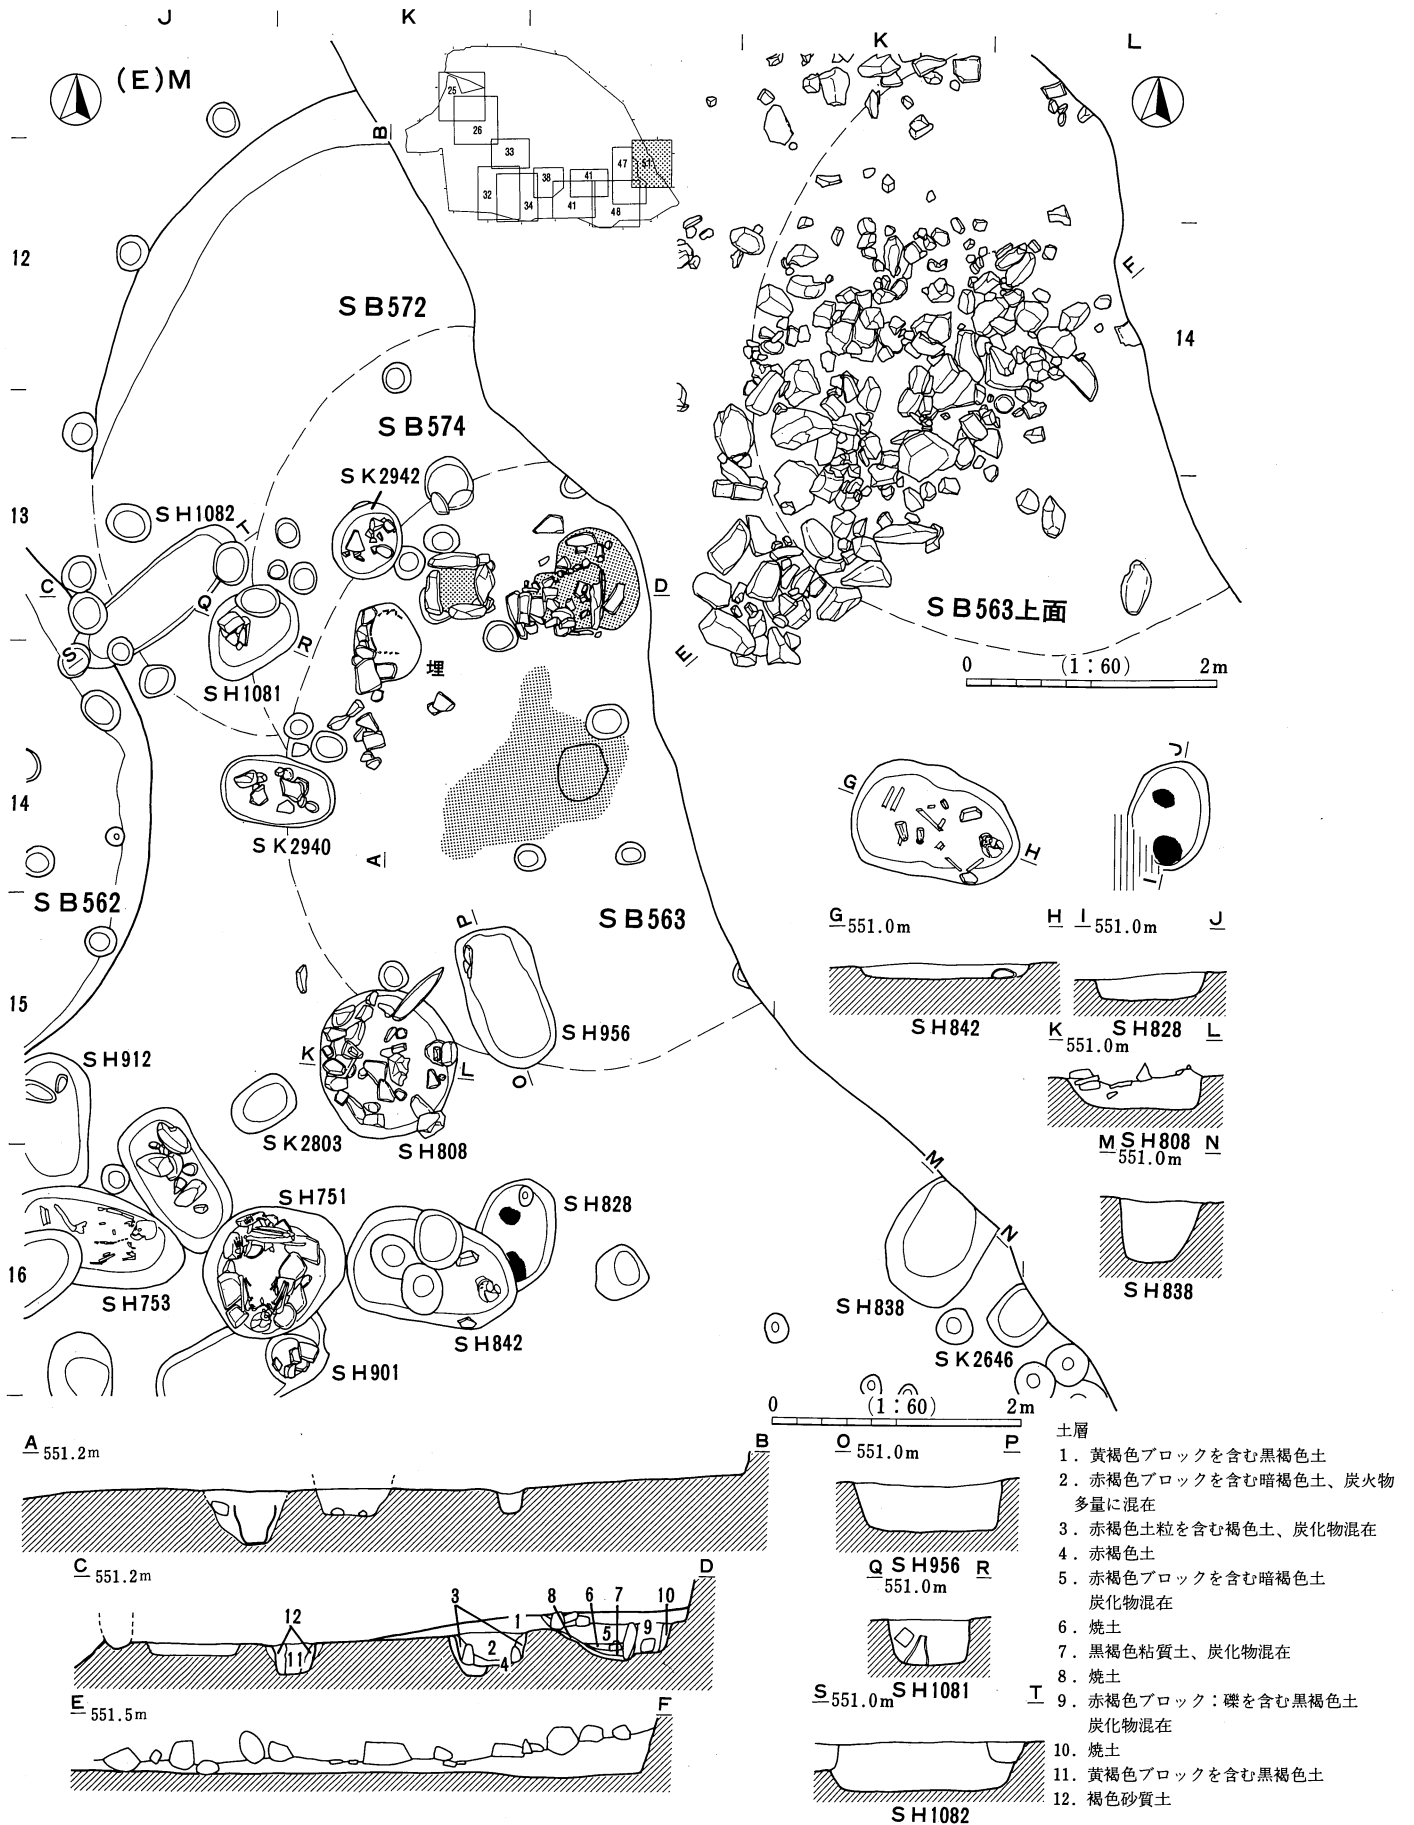 J K
(E)M
25
26
33
38
41
47
51
32
34
41
48
K L
12
13
14
15
16
14
B
F
SB572
SB574
SK2942
SH1082
T
C
Q
D
S
R
SH1081
埋
SB563上面
E
0 (1:60) 2m
SK2940
A
SB562
SB563
P
SH956
O
K
L
SH912
SK2803
SH808
SH751
SH828
SH753
SH842
SH901
M
N
SH838
SK2646
G
H
J
I
G 551.0m H
SH842
I 551.0m J
SH828
K 551.0m L
SH808
M 551.0m N
SH838
0 (1:60) 2m
A 551.2m B
C 551.2m D
12
11
3
2
4
1
8
6
7
5
9
10
E 551.5m F
O 551.0m P
SH956
Q 551.0m R
SH1081
S 551.0m T
SH1082
土層
1．黄褐色ブロックを含む黒褐色土
2．赤褐色ブロックを含む暗褐色土、炭火物
多量に混在
3．赤褐色土粒を含む褐色土、炭化物混在
4．赤褐色土
5．赤褐色ブロックを含む暗褐色土
炭化物混在
6．焼土
7．黒褐色粘質土、炭化物混在
8．焼土
9．赤褐色ブロック：礫を含む黒褐色土
炭化物混在
10．焼土
11．黄褐色ブロックを含む黒褐色土
12．褐色砂質土